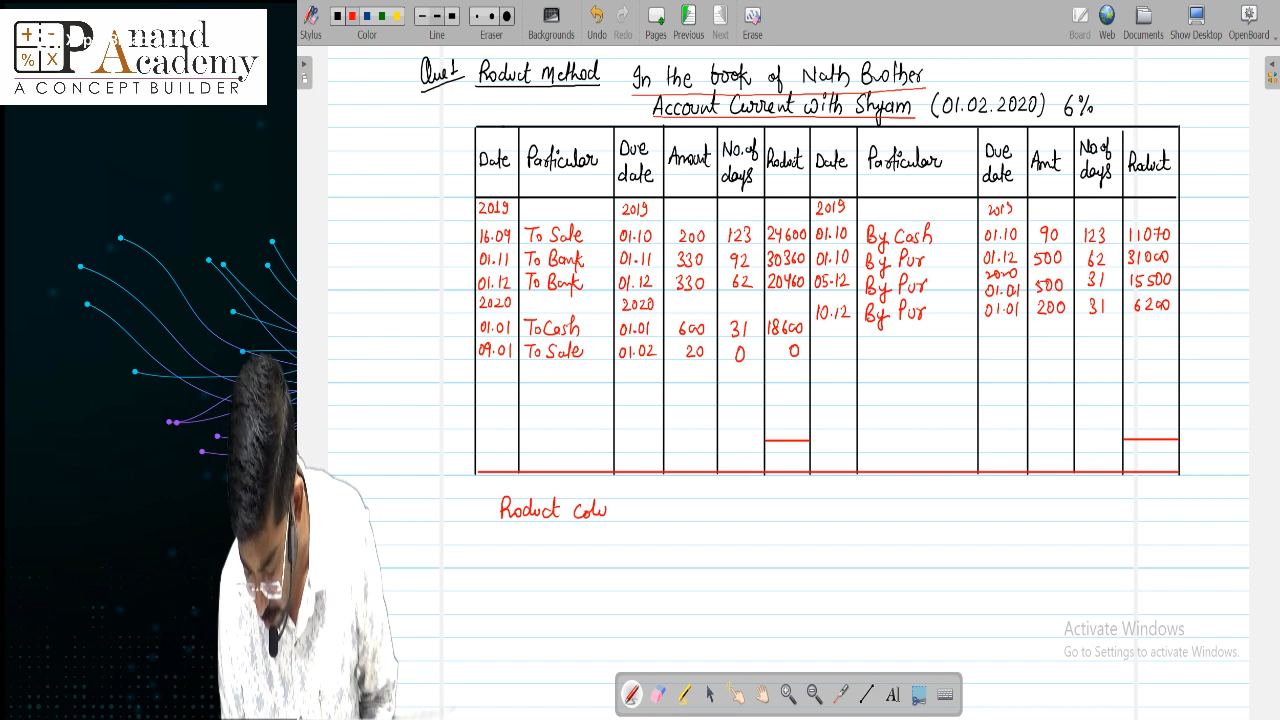 Anand
Academy
A CONCEPT BUILDER
Stylus
Color
Line
Eraser
Backgrounds
Undo
Redo
Pages
Previous
Next
Erase
Board
Web
Documents
Show Desktop
OpenBoard
Que1 Product Method In the book of Nath Brother
Account Current with Shyam (01.02.2020) 6%
Date Particular Due date Amount No. of days Product Date Particular Due date Amt No of days Product
2019 2019 2019 2019
16.09 To Sale 01.10 200 123 24600 01.10 By Cash 01.10 90 123 11070
01.11 To Bank 01.11 330 92 30360 01.10 By Pur 01.12 500 62 31000
01.12 To Bank 01.12 330 62 20460 05.12 By Pur 2020 01.01 500 31 15500
2020 2020 10.12 By Pur 01.01 200 31 6200
01.01 To Cash 01.01 600 31 18600
09.01 To Sale 01.02 20 0 0
Product Colu
Activate Windows
Go to Settings to activate Windows.